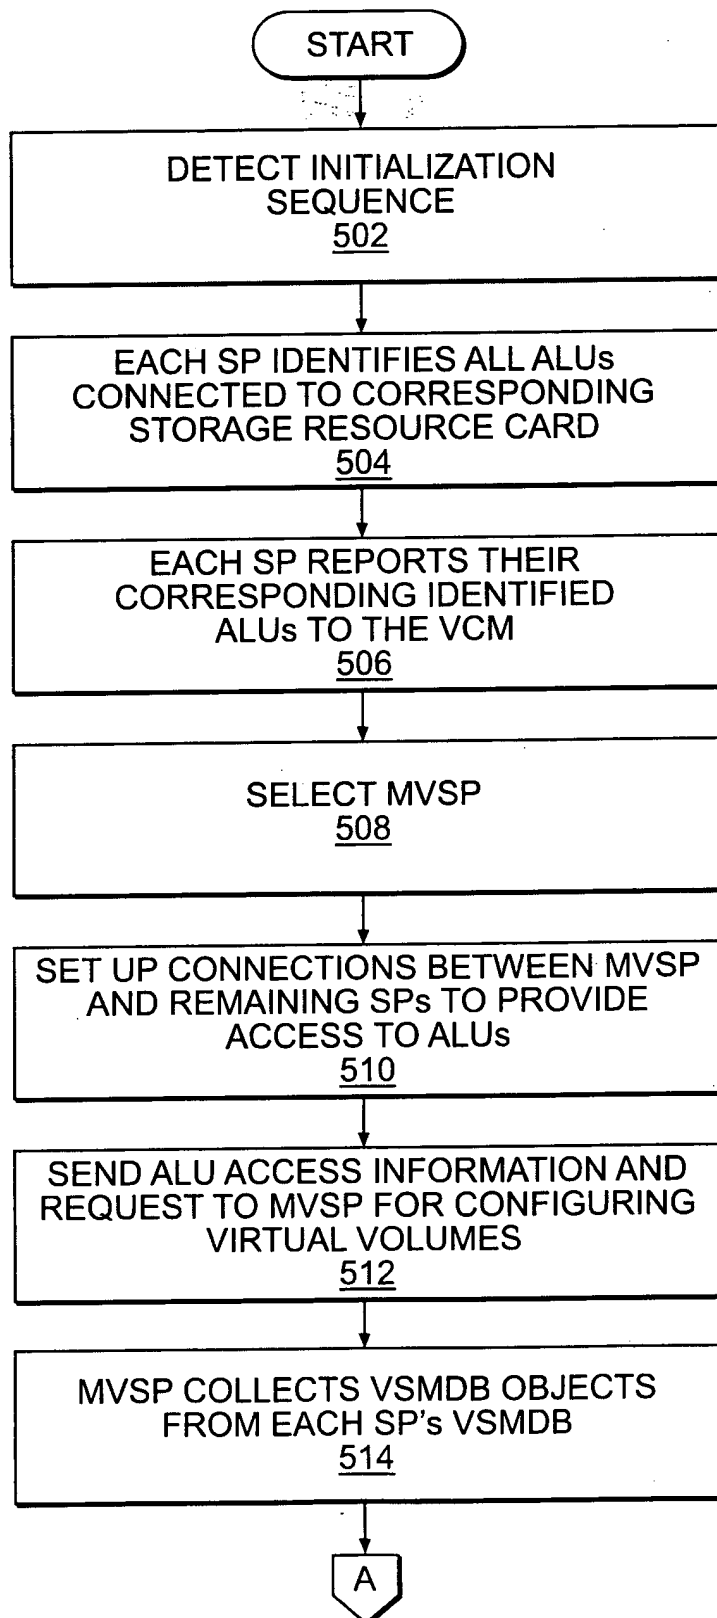 START
DETECT INITIALIZATION
SEQUENCE
502
EACH SP IDENTIFIES ALL ALUs
CONNECTED TO CORRESPONDING
STORAGE RESOURCE CARD
504
EACH SP REPORTS THEIR
CORRESPONDING IDENTIFIED
ALUs TO THE VCM
506
SELECT MVSP
508
SET UP CONNECTIONS BETWEEN MVSP
AND REMAINING SPs TO PROVIDE
ACCESS TO ALUs
510
SEND ALU ACCESS INFORMATION AND
REQUEST TO MVSP FOR CONFIGURING
VIRTUAL VOLUMES
512
MVSP COLLECTS VSMDB OBJECTS
FROM EACH SP's VSMDB
514
A